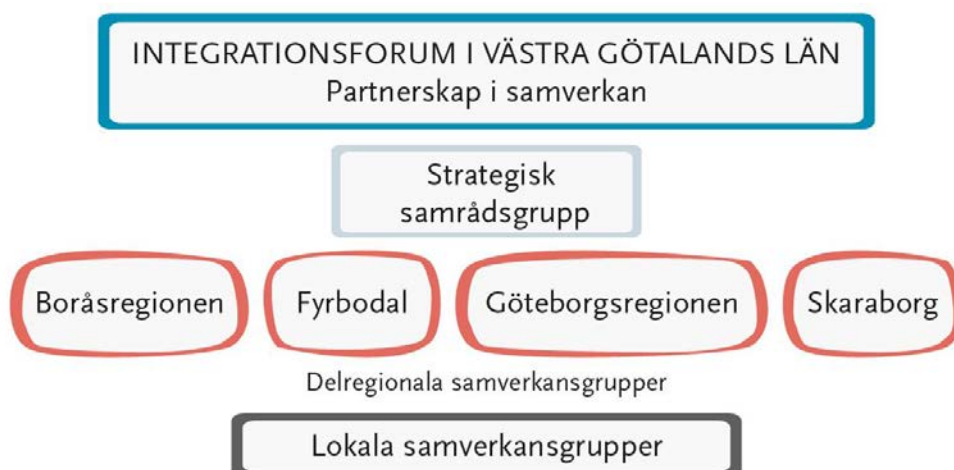 INTEGRATIONSFORUM I VÄSTRA GÖTALANDS LÄN
Partnerskap i samverkan
Strategisk
samrådsgrupp
Boråsregionen
Fyrbodal
Göteborgsregionen
Skaraborg
Delregionala samverkansgrupper
Lokala samverkansgrupper